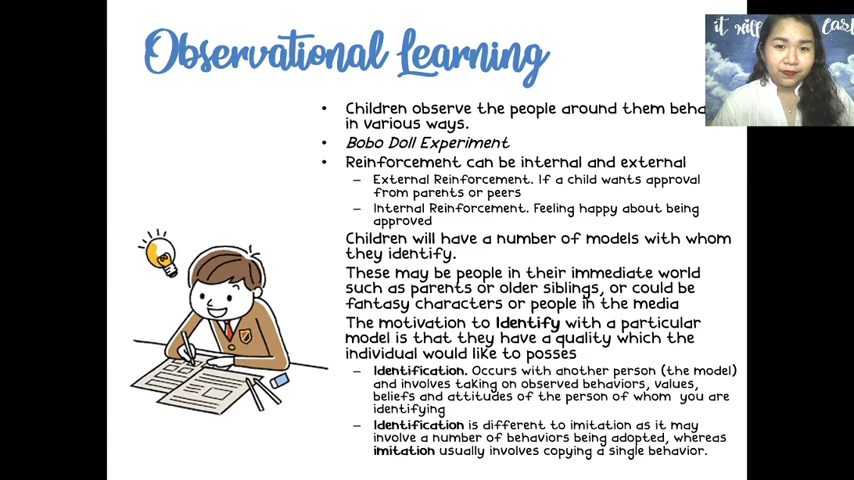 Observational Learning
it will
• Children observe the people around them
in various ways.
• Bobo Doll Experiment
• Reinforcement can be internal and external
– External Reinforcement. If a child wants approval
from parents or peers
– Internal Reinforcement. Feeling happy about being
approved
Children will have a number of models with whom
they identify.
These may be people in their immediate world
such as parents or older siblings, or could be
fantasy characters or people in the media
The motivation to Identify with a particular
model is that they have a quality which the
individual would like to posses
– Identification. Occurs with another person (the model)
and involves taking on observed behaviors, values,
beliefs and attitudes of the person of whom you are
identifying
– Identification is different to imitation as it may
involve a number of behaviors being adopted, whereas
imitation usually involves copying a single behavior.